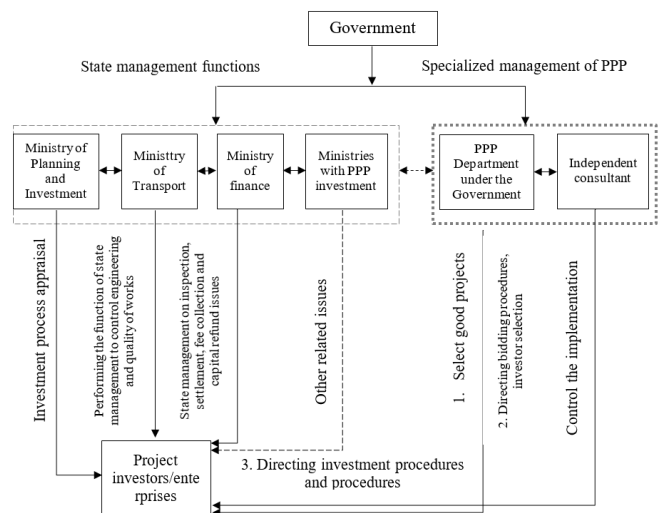 Government
State management functions
Specialized management of PPP
Ministry of
Planning
and
Investment
Ministtry
of
Transport
Ministry
of
finance
Ministries
with PPP
investment
PPP
Department
under the
Government
Independent
consultant
Investment process appraisal
Performing the function of state
management to control engineering
and quality of works
State management on inspection,
settlement, fee collection and
capital refund issues
Other related issues
1. Select good projects
2. Directing bidding procedures,
investor selection
Control the implementation
Project
investors/ente
rprises
3. Directing investment procedures
and procedures